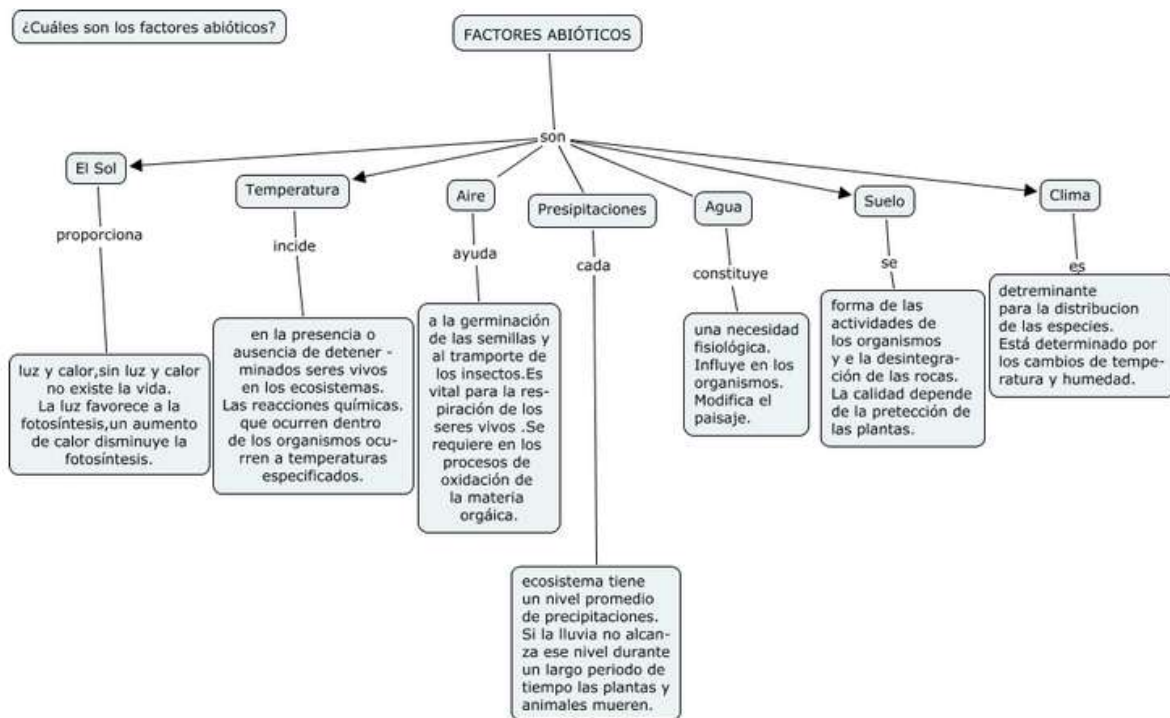 ¿Cuáles son los factores abióticos?
FACTORES ABIÓTICOS
son
El Sol
proporciona
luz y calor,sin luz y calor
no existe la vida.
La luz favorece a la
fotosíntesis,un aumento
de calor disminuye la
fotosíntesis.
Temperatura
incide
en la presencia o
ausencia de detener -
minados seres vivos
en los ecosistemas.
Las reacciones químicas.
que ocurren dentro
de los organismos ocu-
rren a temperaturas
especificados.
Aire
ayuda
a la germinación
de las semillas y
al tramporte de
los insectos.Es
vital para la res-
piración de los
seres vivos .Se
requiere en los
procesos de
oxidación de
la materia
orgáica.
Presipitaciones
cada
ecosistema tiene
un nivel promedio
de precipitaciones.
Si la lluvia no alcan-
za ese nivel durante
un largo periodo de
tiempo las plantas y
animales mueren.
Agua
constituye
una necesidad
fisiológica.
Influye en los
organismos.
Modifica el
paisaje.
Suelo
se
forma de las
actividades de
los organismos
y e la desintegra-
ción de las rocas.
La calidad depende
de la pretección de
las plantas.
Clima
es
detreminante
para la distribucion
de las especies.
Está determinado por
los cambios de tempe-
ratura y humedad.